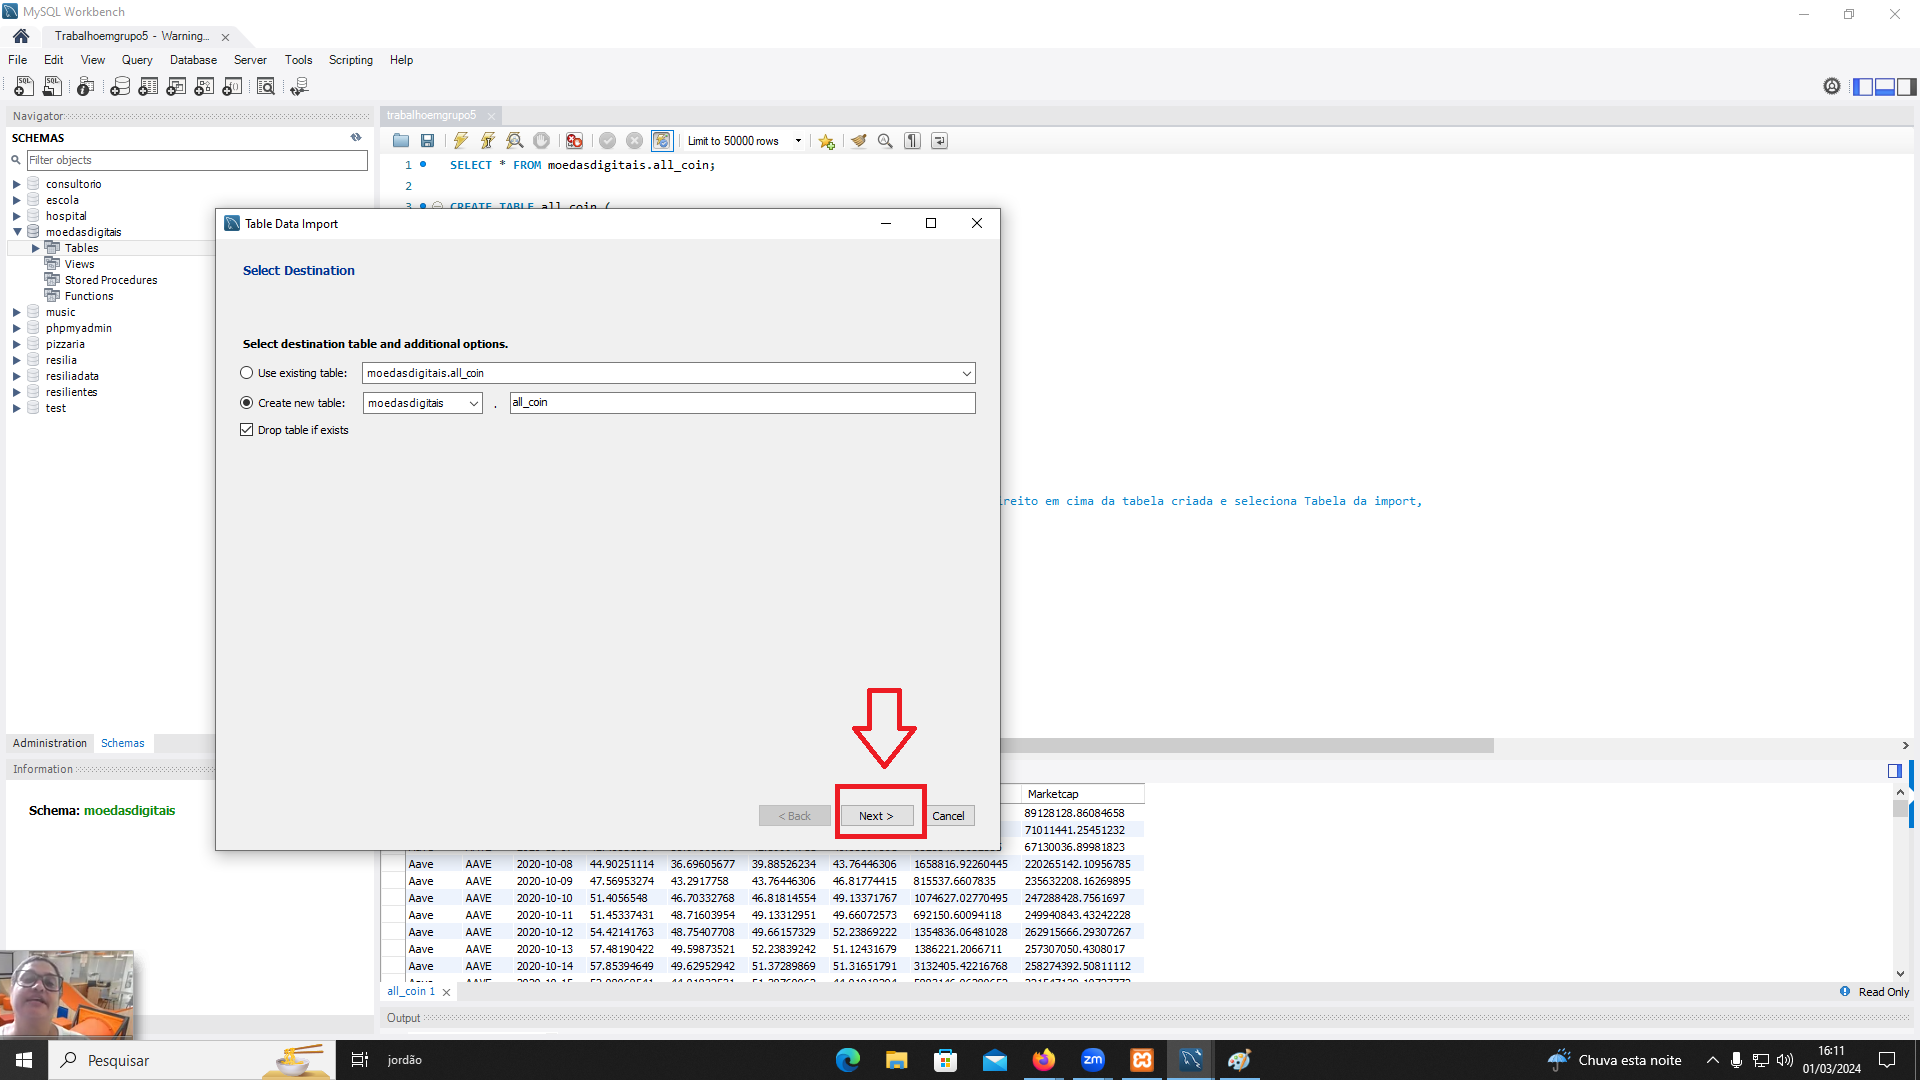 MySQL Workbench
Trabalhoemgrupo5 - Warning...
File Edit View Query Database Server Tools Scripting Help
Navigator
SCHEMAS
Filter objects
consultorio
escola
hospital
moedasdigitais
Tables
Views
Stored Procedures
Functions
music
phpmyadmin
pizzaria
resilia
resiliadata
resilientes
test
Administration Schemas
Information
Schema: moedasdigitais
trabalhoemgrupo5
Limit to 50000 rows
1 SELECT * FROM moedasdigitais.all_coin;
2
3 CREATE TABLE all_coin (
ireito em cima da tabela criada e seleciona Tabela da import,
Table Data Import
Select Destination
Select destination table and additional options.
Use existing table: moedasdigitais.all_coin
Create new table: moedasdigitais . all_coin
Drop table if exists
< Back Next > Cancel
Marketcap
89128128.86084658
71011441.25451232
67130036.89981823
Aave AAVE 2020-10-08 44.90251114 36.69605677 39.88526234 43.76446306 1658816.92260445 220265142.10956785
Aave AAVE 2020-10-09 47.56953274 43.2917758 43.76446306 46.81774415 815537.6607835 235632208.16269895
Aave AAVE 2020-10-10 51.4056548 46.70332768 46.81814554 49.13371767 1074627.02770495 247288428.7561697
Aave AAVE 2020-10-11 51.45337431 48.71603954 49.13312951 49.66072573 692150.60094118 249940843.43242228
Aave AAVE 2020-10-12 54.42141763 48.75407708 49.66157329 52.23869222 1354836.06481028 262915666.29307267
Aave AAVE 2020-10-13 57.48190422 49.59873521 52.23839242 51.12431679 1386221.2066711 257307050.4308017
Aave AAVE 2020-10-14 57.85394649 49.62952942 51.37289869 51.31651791 3132405.42216768 258274392.50811112
all_coin 1
Read Only
Output
Pesquisar
jordão
zm
Chuva esta noite
16:11
01/03/2024